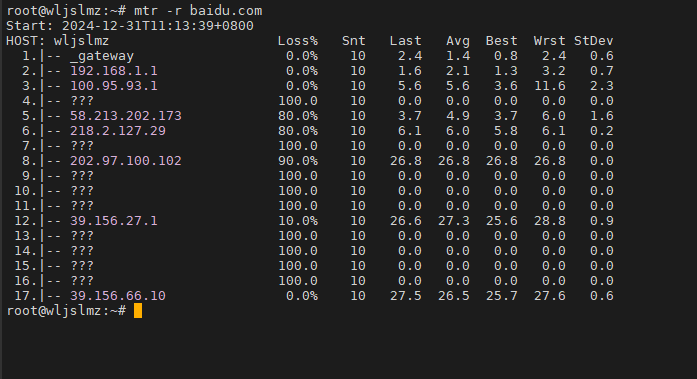 root@wljslmz:~# mtr -r baidu.com
Start: 2024-12-31T11:13:39+0800
HOST: wljslmz                     Loss%   Snt   Last   Avg  Best  Wrst StDev
  1.|-- _gateway                   0.0%    10    2.4   1.4   0.8   2.4   0.6
  2.|-- 192.168.1.1                0.0%    10    1.6   2.1   1.3   3.2   0.7
  3.|-- 100.95.93.1                0.0%    10    5.6   5.6   3.6  11.6   2.3
  4.|-- ???                       100.0    10    0.0   0.0   0.0   0.0   0.0
  5.|-- 58.213.202.173            80.0%    10    3.7   4.9   3.7   6.0   1.6
  6.|-- 218.2.127.29              80.0%    10    6.1   6.0   5.8   6.1   0.2
  7.|-- ???                       100.0    10    0.0   0.0   0.0   0.0   0.0
  8.|-- 202.97.100.102            90.0%    10   26.8  26.8  26.8  26.8   0.0
  9.|-- ???                       100.0    10    0.0   0.0   0.0   0.0   0.0
 10.|-- ???                       100.0    10    0.0   0.0   0.0   0.0   0.0
 11.|-- ???                       100.0    10    0.0   0.0   0.0   0.0   0.0
 12.|-- 39.156.27.1               10.0%    10   26.6  27.3  25.6  28.8   0.9
 13.|-- ???                       100.0    10    0.0   0.0   0.0   0.0   0.0
 14.|-- ???                       100.0    10    0.0   0.0   0.0   0.0   0.0
 15.|-- ???                       100.0    10    0.0   0.0   0.0   0.0   0.0
 16.|-- ???                       100.0    10    0.0   0.0   0.0   0.0   0.0
 17.|-- 39.156.66.10               0.0%    10   27.5  26.5  25.7  27.6   0.6
root@wljslmz:~#